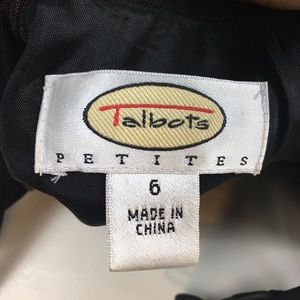 Talbots
PETITES
6
MADE IN
CHINA